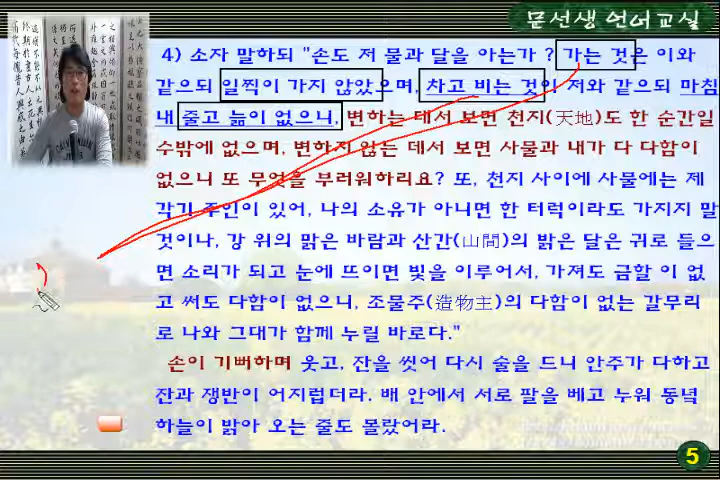 문선생 언어교실
4) 소자 말하되 "손도 저 물과 달을 아는가 ? 가는 것은 이와
같으되 일찍이 가지 않았으며, 차고 비는 것이 저와 같으되 마침
내 줄고 늚이 없으니, 변하는 데서 보면 천지(天地)도 한 순간일
수밖에 없으며, 변하지 않는 데서 보면 사물과 내가 다 다함이
없으니 또 무엇을 부러워하리요? 또, 천지 사이에 사물에는 제
각기 주인이 있어, 나의 소유가 아니면 한 터럭이라도 가지지 말
것이나, 강 위의 맑은 바람과 산간(山間)의 밝은 달은 귀로 들으
면 소리가 되고 눈에 뜨이면 빛을 이루어서, 가져도 금할 이 없
고 써도 다함이 없으니, 조물주(造物主)의 다함이 없는 갈무리
로 나와 그대가 함께 누릴 바로다."
손이 기뻐하며 웃고, 잔을 씻어 다시 술을 드니 안주가 다하고
잔과 쟁반이 어지럽더라. 배 안에서 서로 팔을 베고 누워 동녘
하늘이 밝아 오는 줄도 몰랐어라.
5